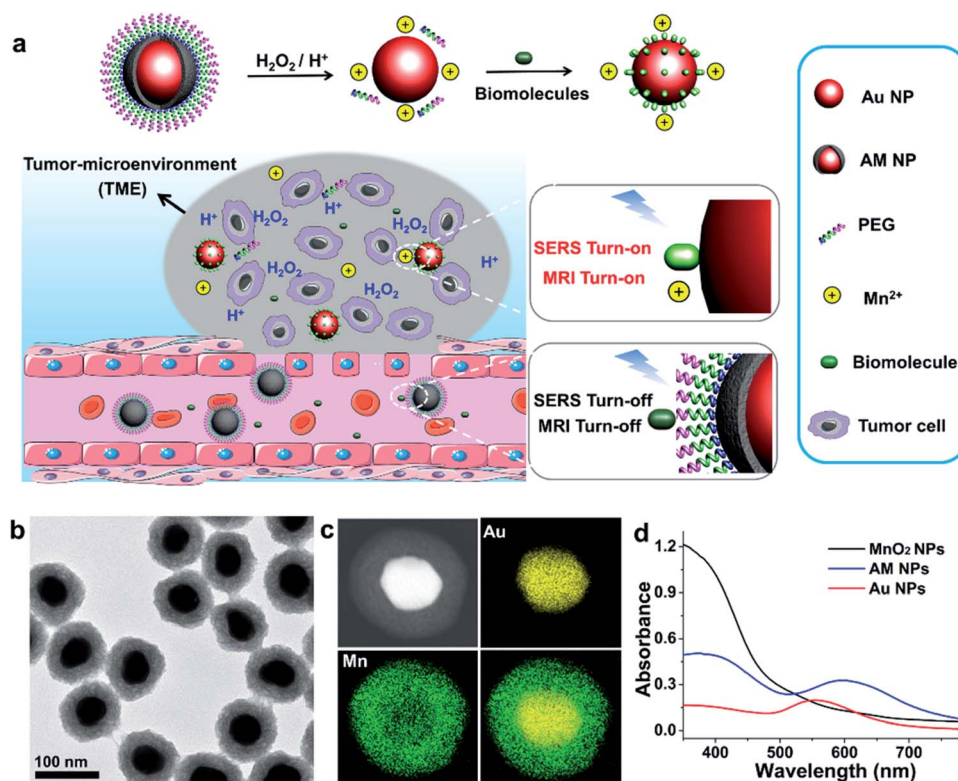 a
H₂O₂ / H⁺
Biomolecules
Au NP
AM NP
PEG
Mn²⁺
Biomolecule
Tumor cell
Tumor-microenvironment
(TME)
H⁺
H₂O₂
H⁺
H₂O₂
H₂O₂
H⁺
H₂O₂
H⁺
SERS Turn-on
MRI Turn-on
SERS Turn-off
MRI Turn-off
b
100 nm
c
Au
Mn
d
MnO₂ NPs
AM NPs
Au NPs
Absorbance
1.2
0.9
0.6
0.3
0.0
400 500 600 700
Wavelength (nm)